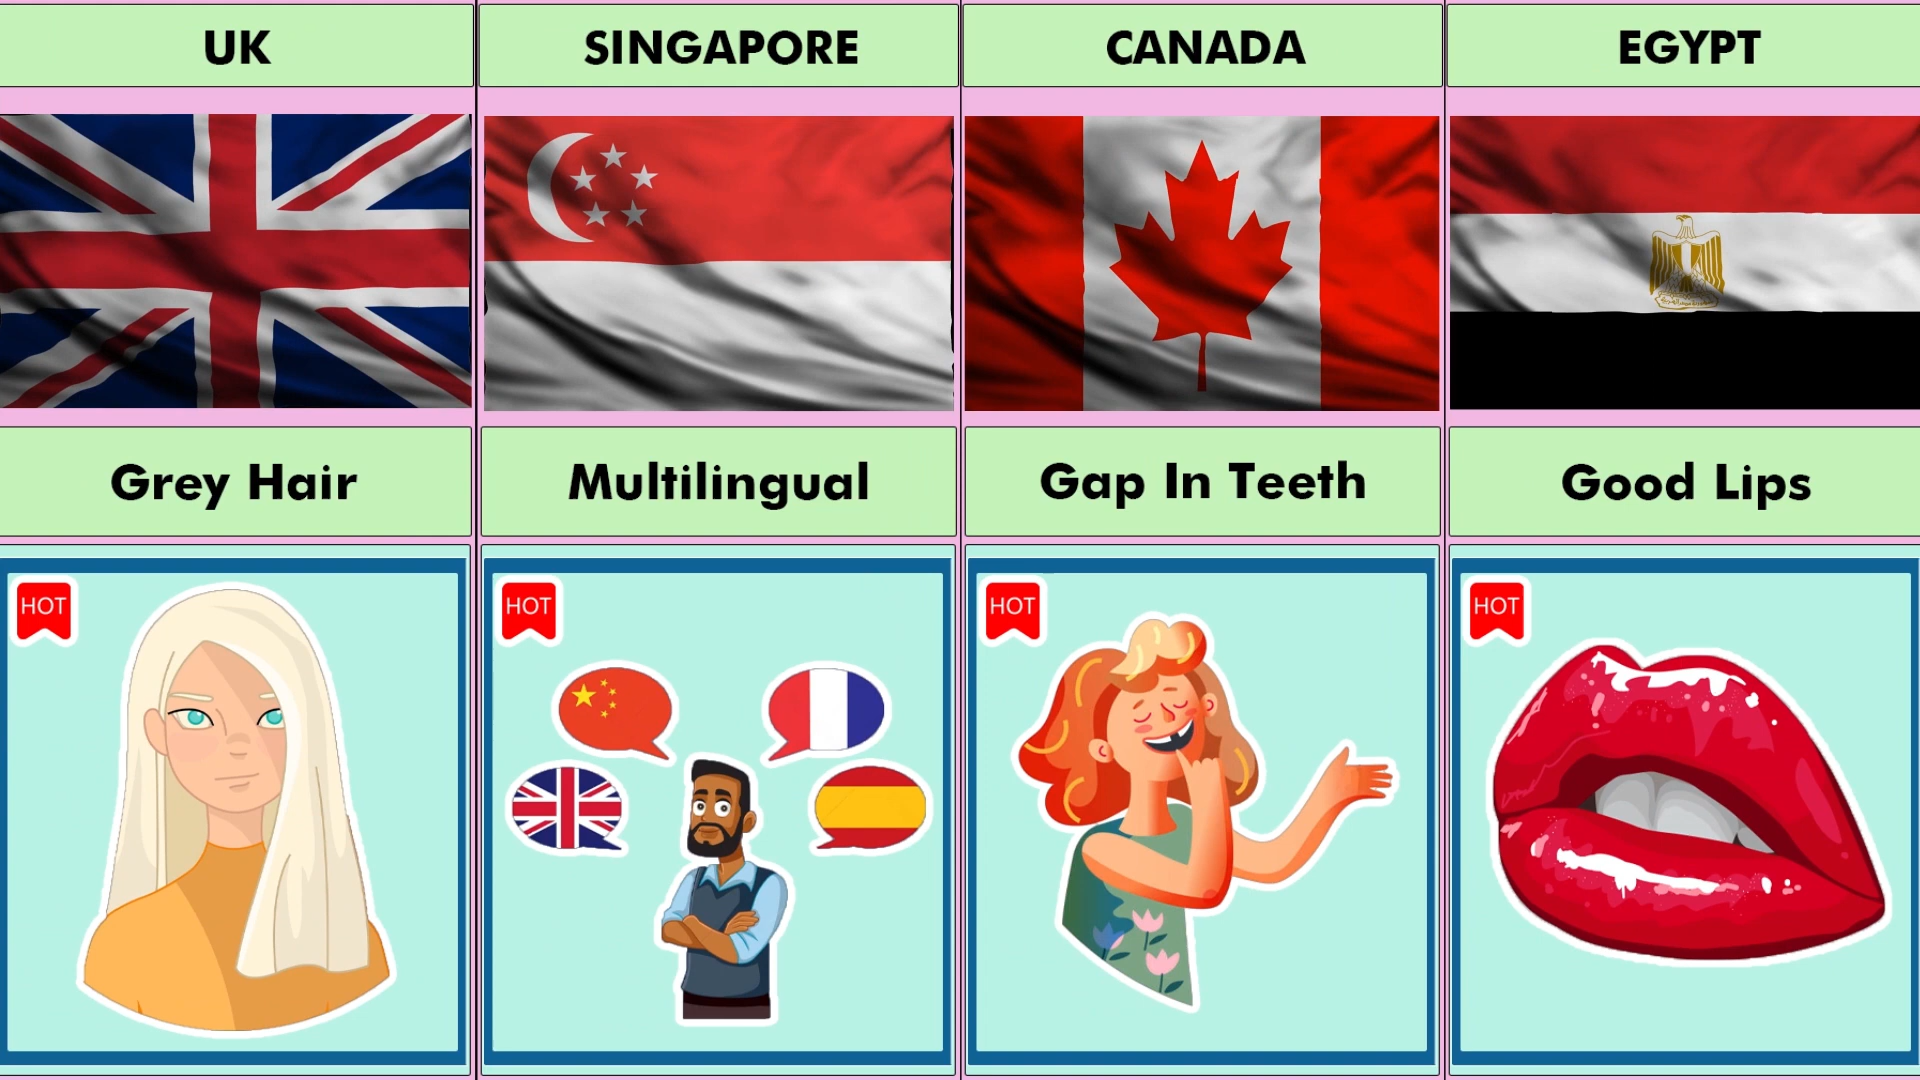 UK
SINGAPORE
CANADA
EGYPT
Grey Hair
Multilingual
Gap In Teeth
Good Lips
HOT
HOT
HOT
HOT